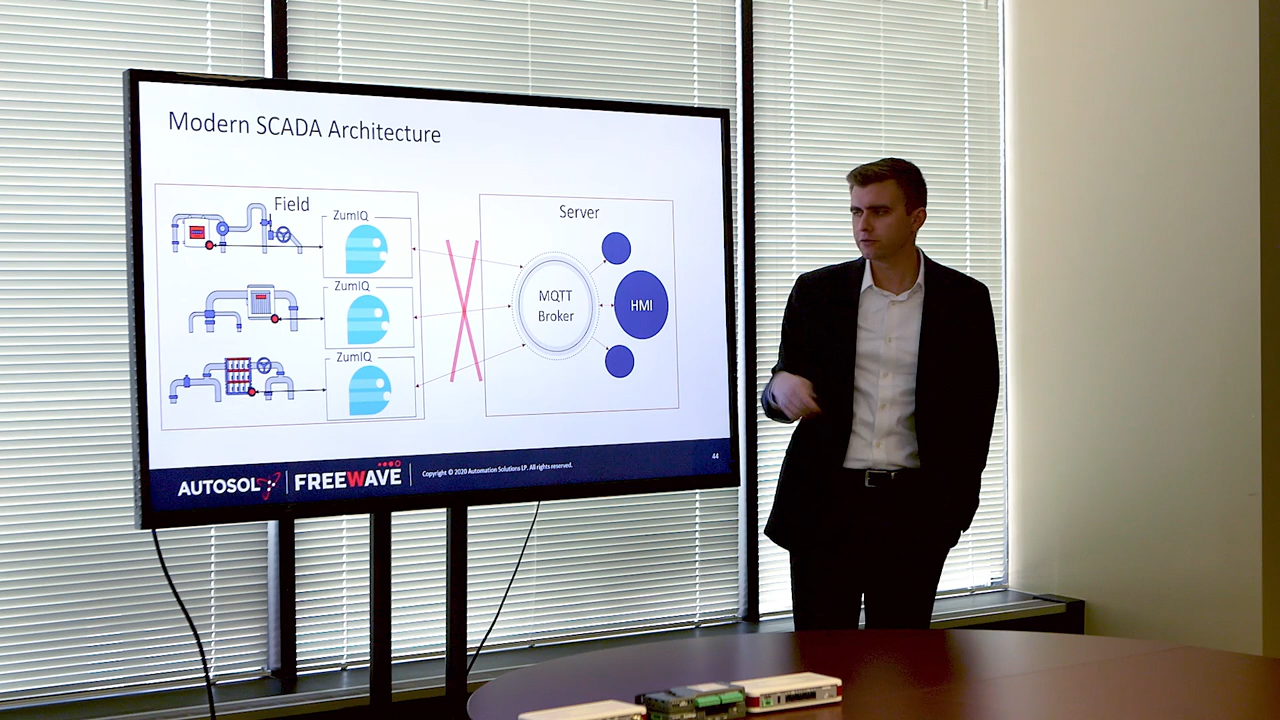 Modern SCADA Architecture
Field
ZumIQ
ZumIQ
ZumIQ
Server
MQTT
Broker
HMI
AUTOSOL
FREEWAVE
Copyright © 2020 Automation Solutions LP. All rights reserved.
44